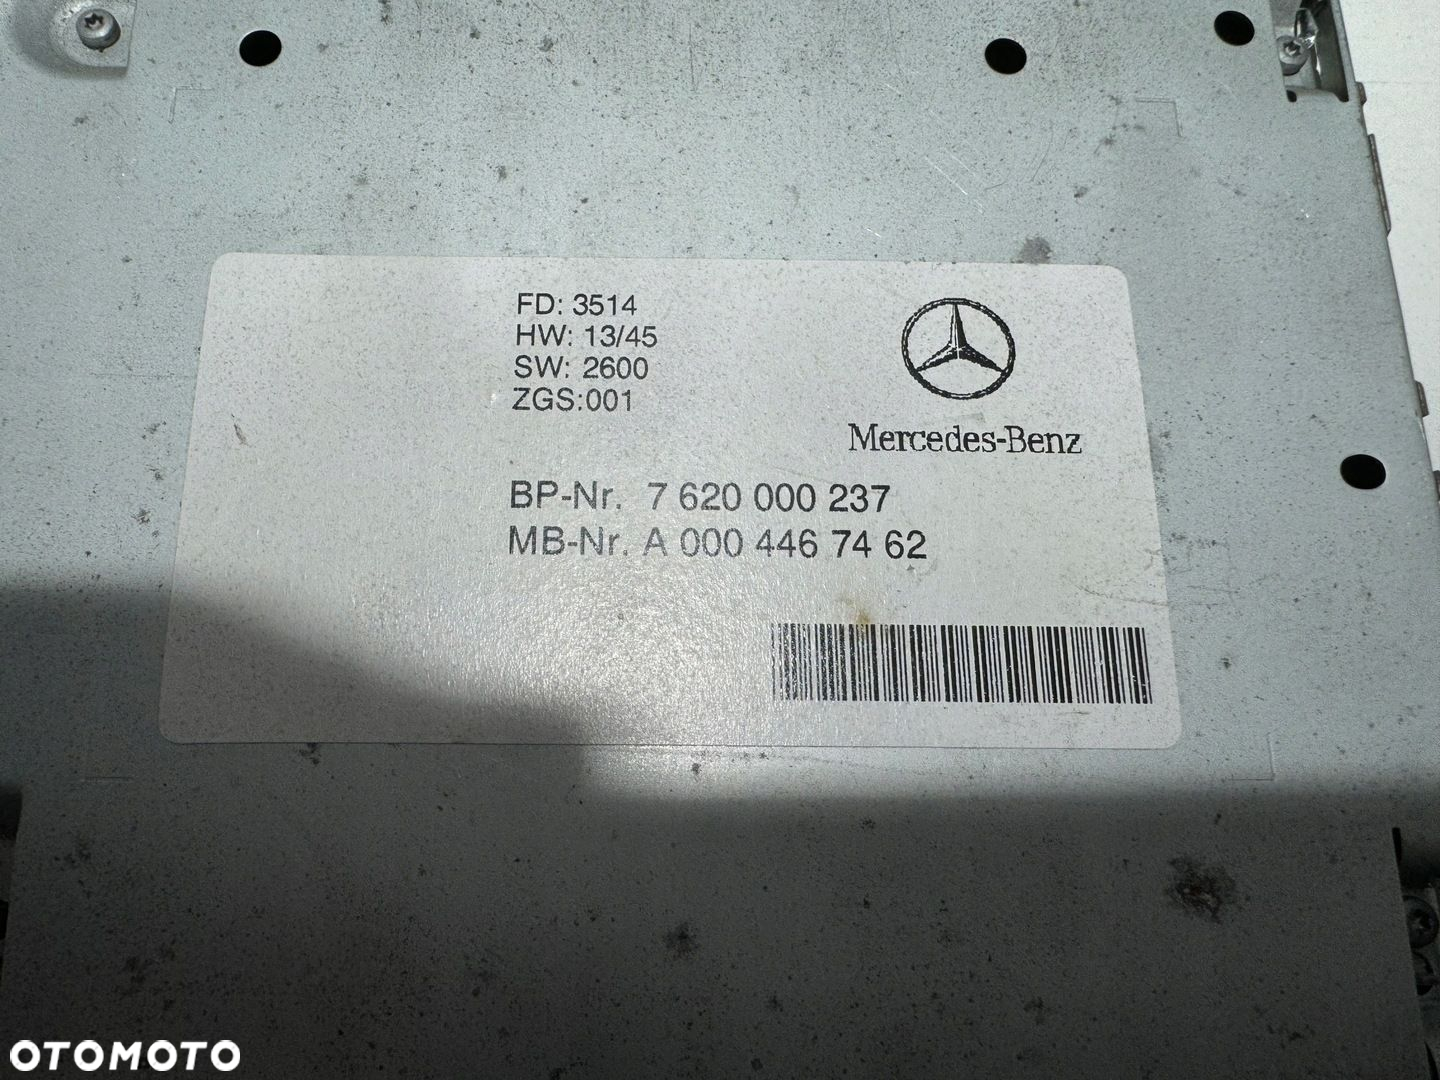 FD: 3514
HW: 13/45
SW: 2600
ZGS:001
Mercedes-Benz
BP-Nr. 7 620 000 237
MB-Nr. A 000 446 74 62
OTOMOTO